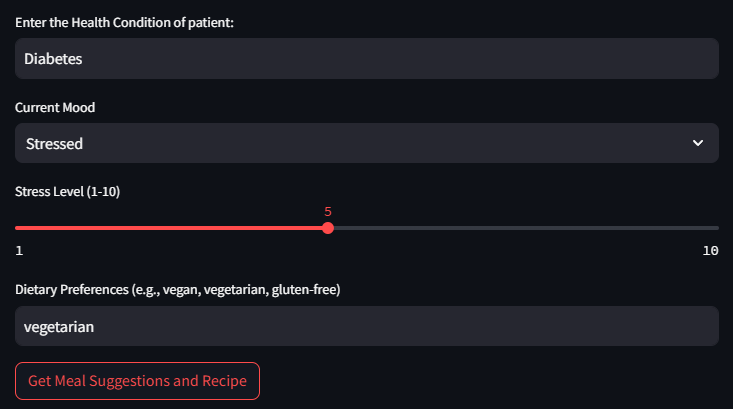 Enter the Health Condition of patient:
Diabetes
Current Mood
Stressed
Stress Level (1-10)
5
1 10
Dietary Preferences (e.g., vegan, vegetarian, gluten-free)
vegetarian
Get Meal Suggestions and Recipe